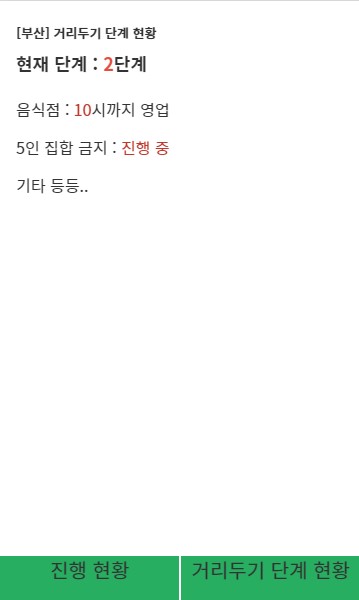 [부산] 거리두기 단계 현황
현재 단계 : 2단계
음식점 : 10시까지 영업
5인 집합 금지 : 진행 중
기타 등등..
진행 현황
거리두기 단계 현황